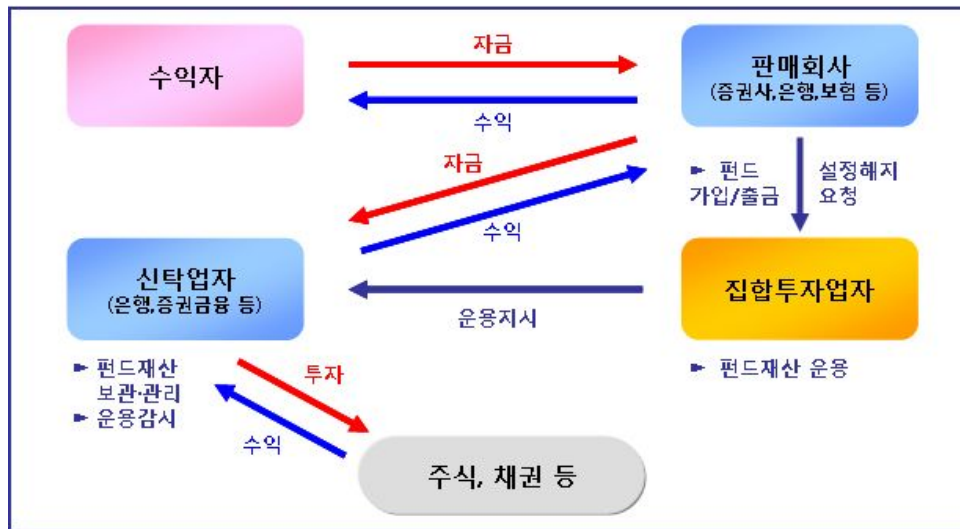 수익자
자금
수익
판매회사
(증권사,은행,보험 등)
자금
수익
► 펀드
가입/출금
설정해지
요청
신탁업자
(은행,증권금융 등)
운용지시
집합투자업자
► 펀드재산
보관·관리
► 운용감시
투자
수익
► 펀드재산 운용
주식, 채권 등